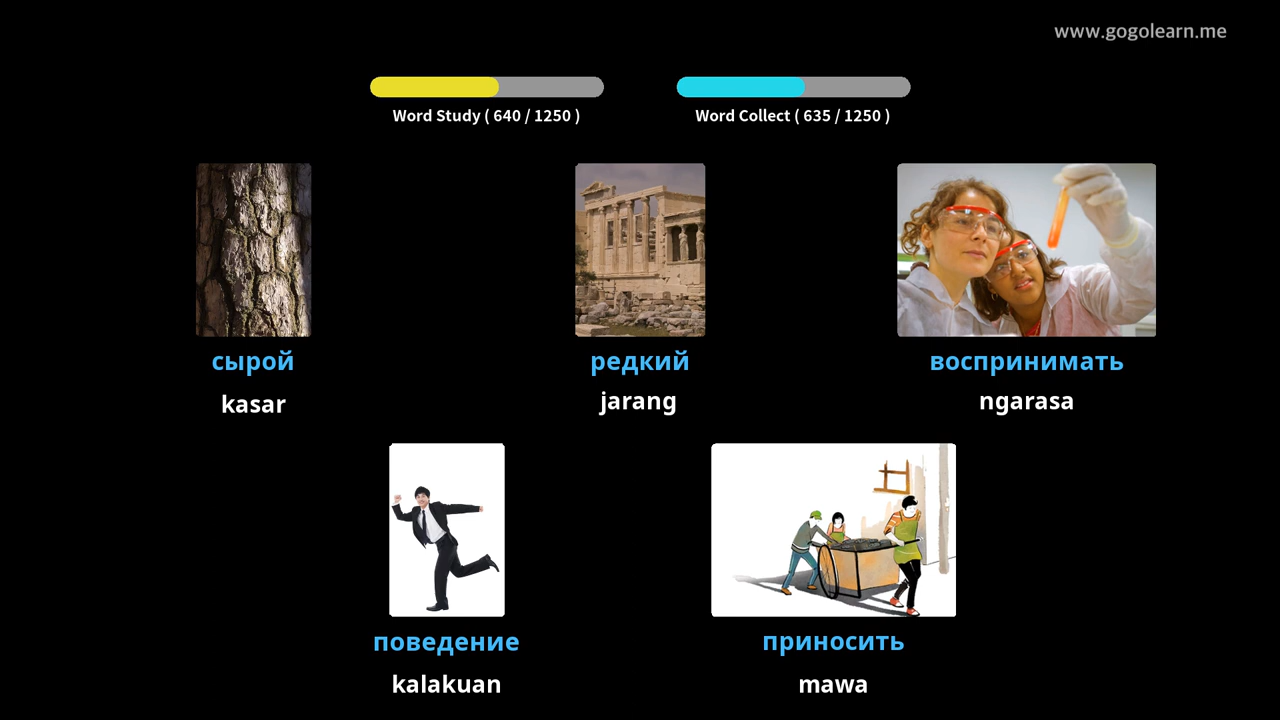 www.gogolearn.me
Word Study ( 640 / 1250 )
Word Collect ( 635 / 1250 )
сырой
редкий
воспринимать
kasar
jarang
ngarasa
поведение
приносить
kalakuan
mawa